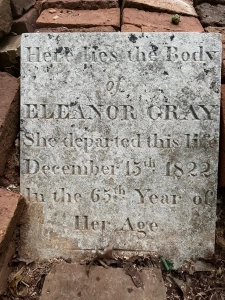 Here lies the Body
of
ELEANOR GRAY
She departed this life
December 15th 1822
In the 65th Year of
Her Age